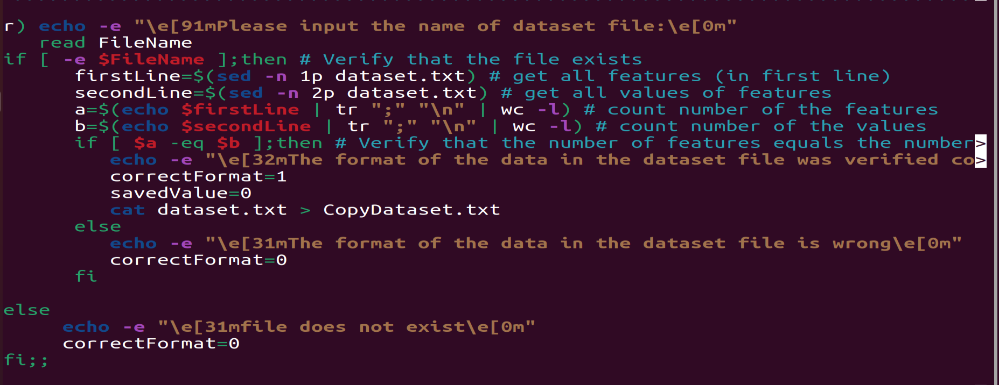 r) echo -e "\e[91mPlease input the name of dataset file:\e[0m"
read FileName
if [ -e $FileName ];then # Verify that the file exists
firstLine=$(sed -n 1p dataset.txt) # get all features (in first line)
secondLine=$(sed -n 2p dataset.txt) # get all values of features
a=$(echo $firstLine | tr ";" "\n" | wc -l) # count number of the features
b=$(echo $secondLine | tr ";" "\n" | wc -l) # count number of the values
if [ $a -eq $b ];then # Verify that the number of features equals the number>
echo -e "\e[32mThe format of the data in the dataset file was verified co>
correctFormat=1
savedValue=0
cat dataset.txt > CopyDataset.txt
else
echo -e "\e[31mThe format of the data in the dataset file is wrong\e[0m"
correctFormat=0
fi
else
echo -e "\e[31mfile does not exist\e[0m"
correctFormat=0
fi;;